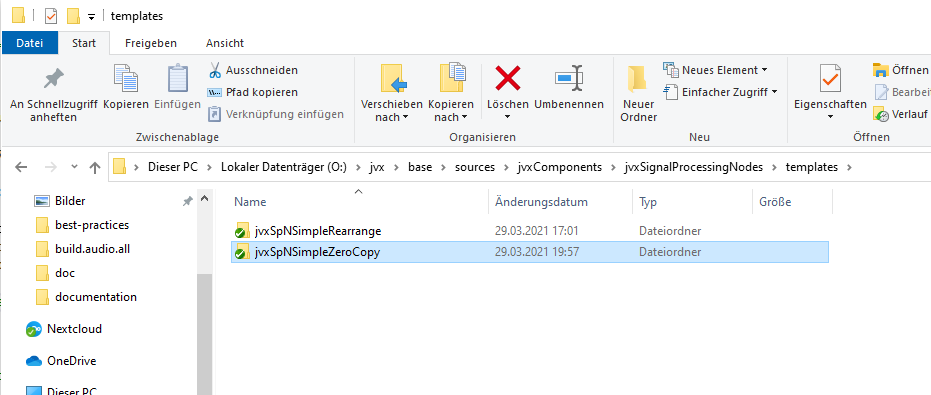 templates
Datei Start Freigeben Ansicht
An Schnellzugriff anheften
Kopieren
Einfügen
Ausschneiden
Pfad kopieren
Verknüpfung einfügen
Zwischenablage
Verschieben nach
Kopieren nach
Löschen
Umbenennen
Organisieren
Neuer Ordner
Neues Element
Einfacher Zugriff
Neu
Eigenschaften
Öffnen
Bearbei
Verlauf
Öffnen
Dieser PC > Lokaler Datenträger (O:) > jvx > base > sources > jvxComponents > jvxSignalProcessingNodes > templates >
Bilder
best-practices
build.audio.all
doc
documentation
Nextcloud
OneDrive
Dieser PC
Name Änderungsdatum Typ Größe
jvxSpNSimpleRearrange 29.03.2021 17:01 Dateiordner
jvxSpNSimpleZeroCopy 29.03.2021 19:57 Dateiordner